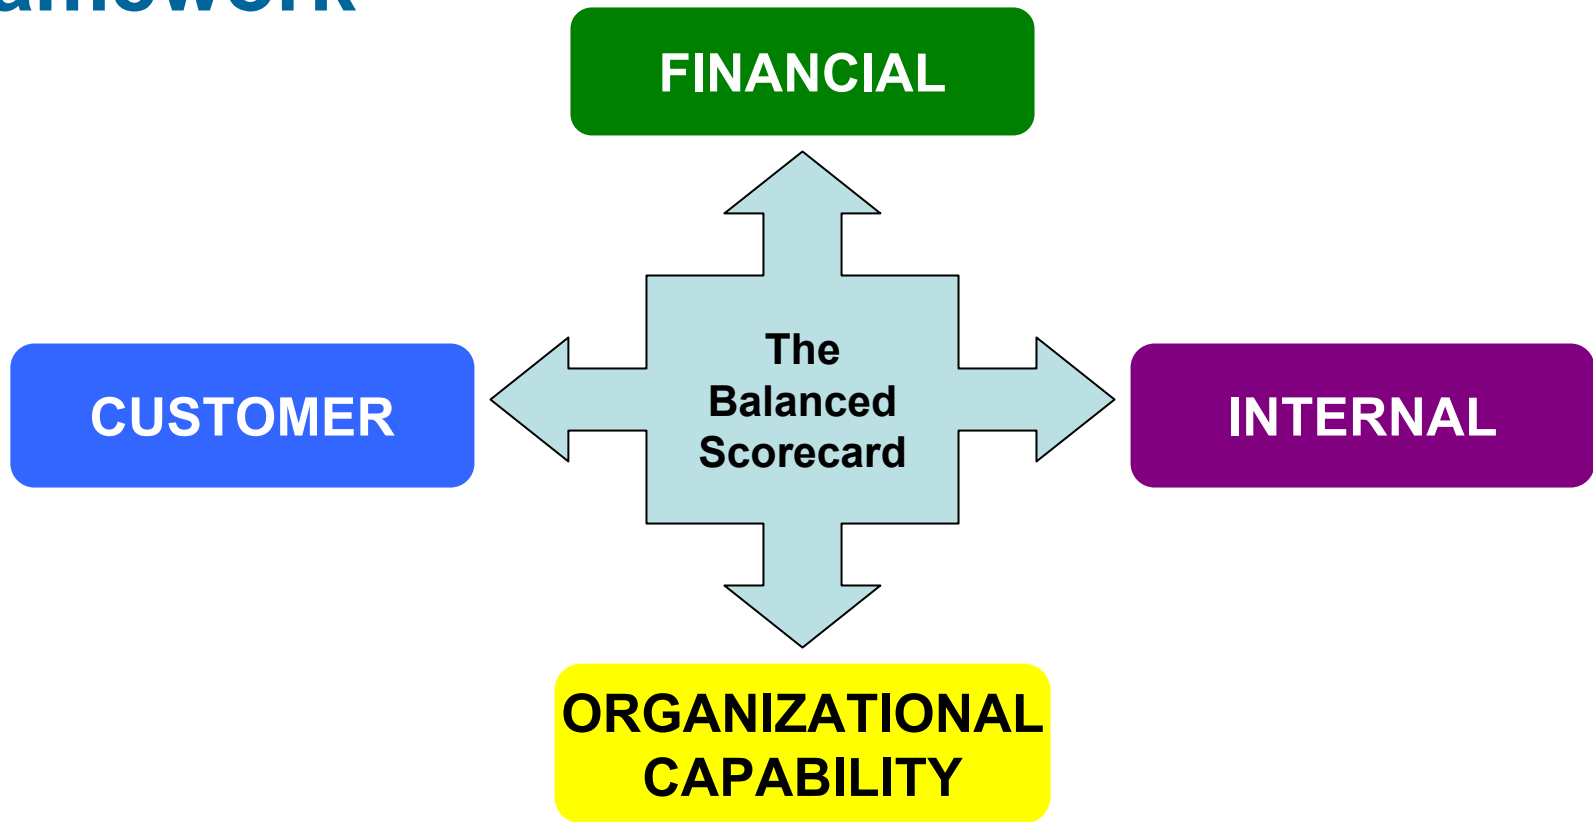 FINANCIAL
The
Balanced
Scorecard
CUSTOMER
INTERNAL
ORGANIZATIONAL
CAPABILITY